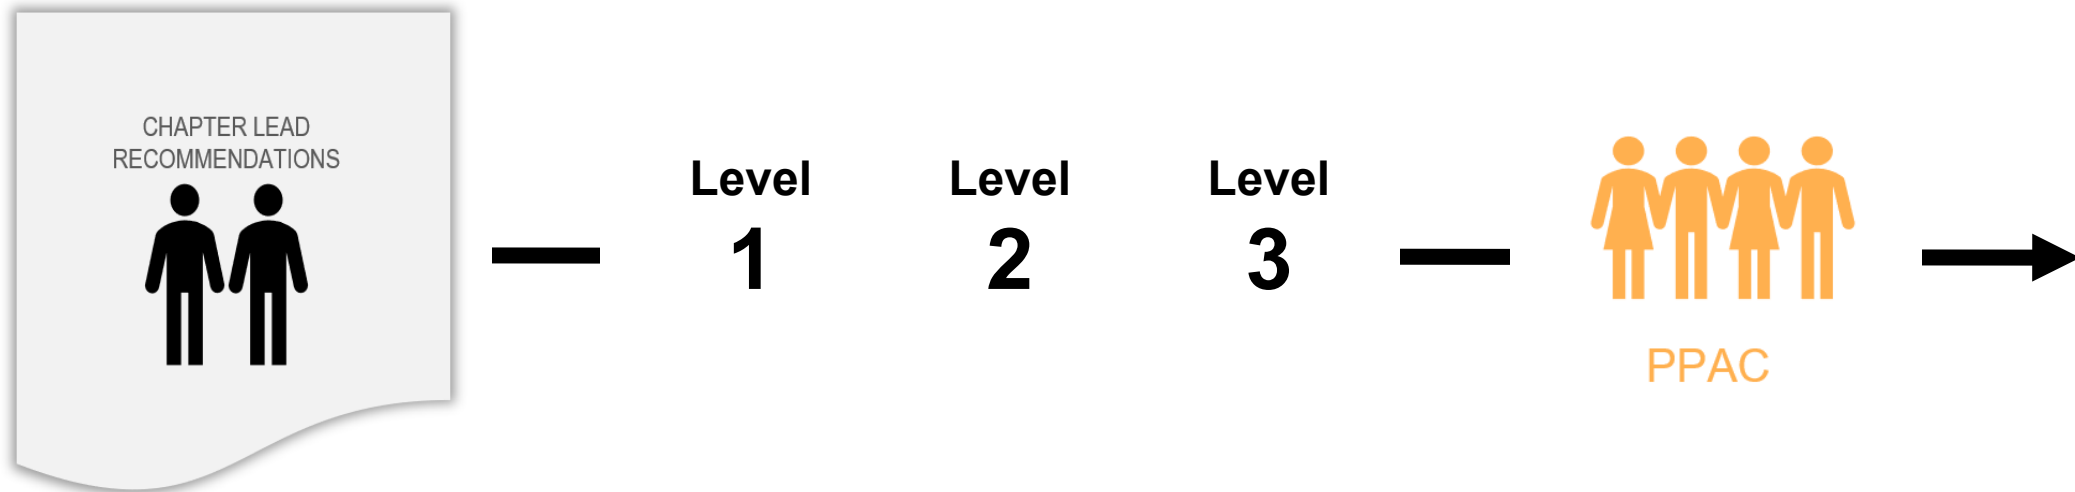 CHAPTER LEAD
RECOMMENDATIONS
Level
1
Level
2
Level
3
PPAC